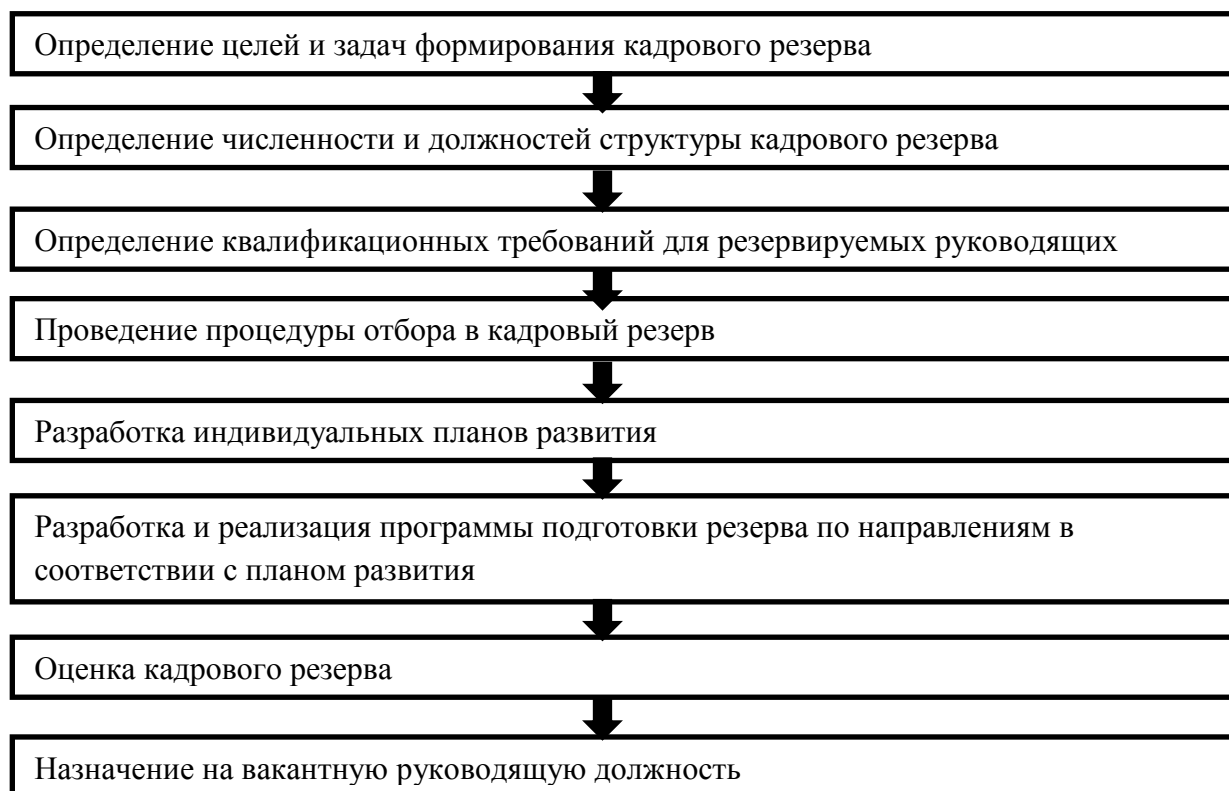 Определение целей и задач формирования кадрового резерва
Определение численности и должностей структуры кадрового резерва
Определение квалификационных требований для резервируемых руководящих
Проведение процедуры отбора в кадровый резерв
Разработка индивидуальных планов развития
Разработка и реализация программы подготовки резерва по направлениям в
соответствии с планом развития
Оценка кадрового резерва
Назначение на вакантную руководящую должность